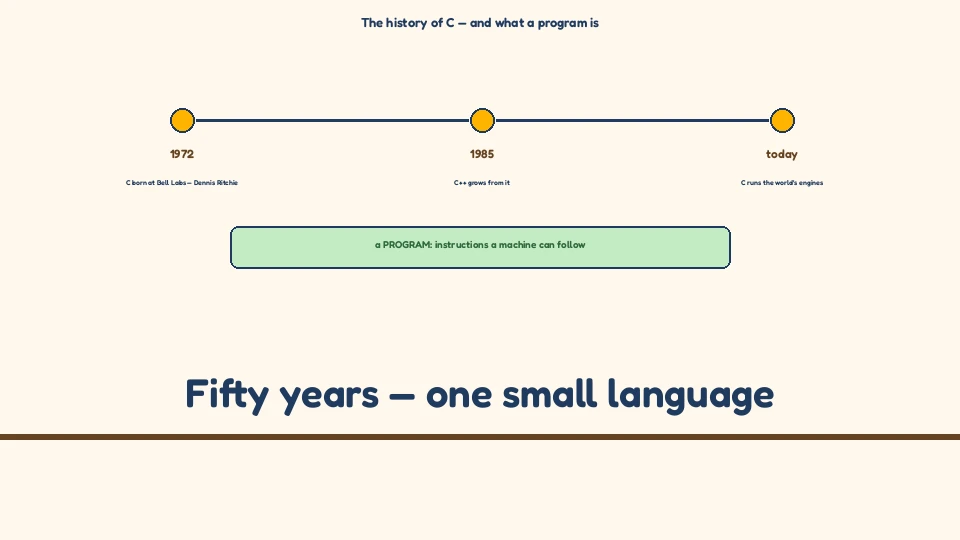 The history of C — and what a program is
1972
1985
today
C born at Bell Labs — Dennis Ritchie
C++ grows from it
C runs the world's engines
a PROGRAM: instructions a machine can follow
Fifty years — one small language